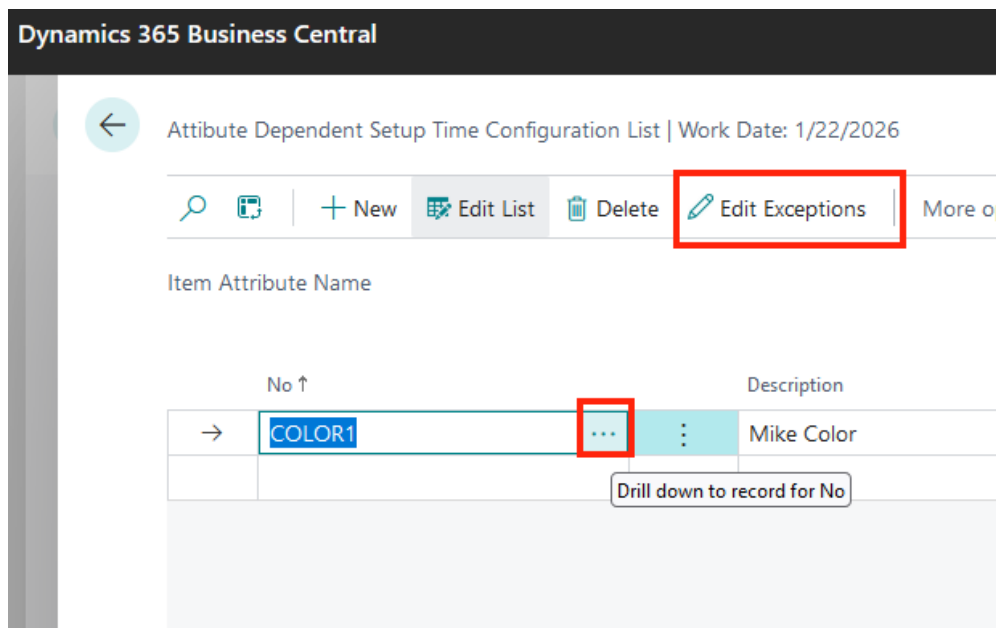 Dynamics 365 Business Central
Attibute Dependent Setup Time Configuration List | Work Date: 1/22/2026
New Edit List Delete Edit Exceptions More
Item Attribute Name
No ↑ Description
COLOR1 Mike Color
Drill down to record for No